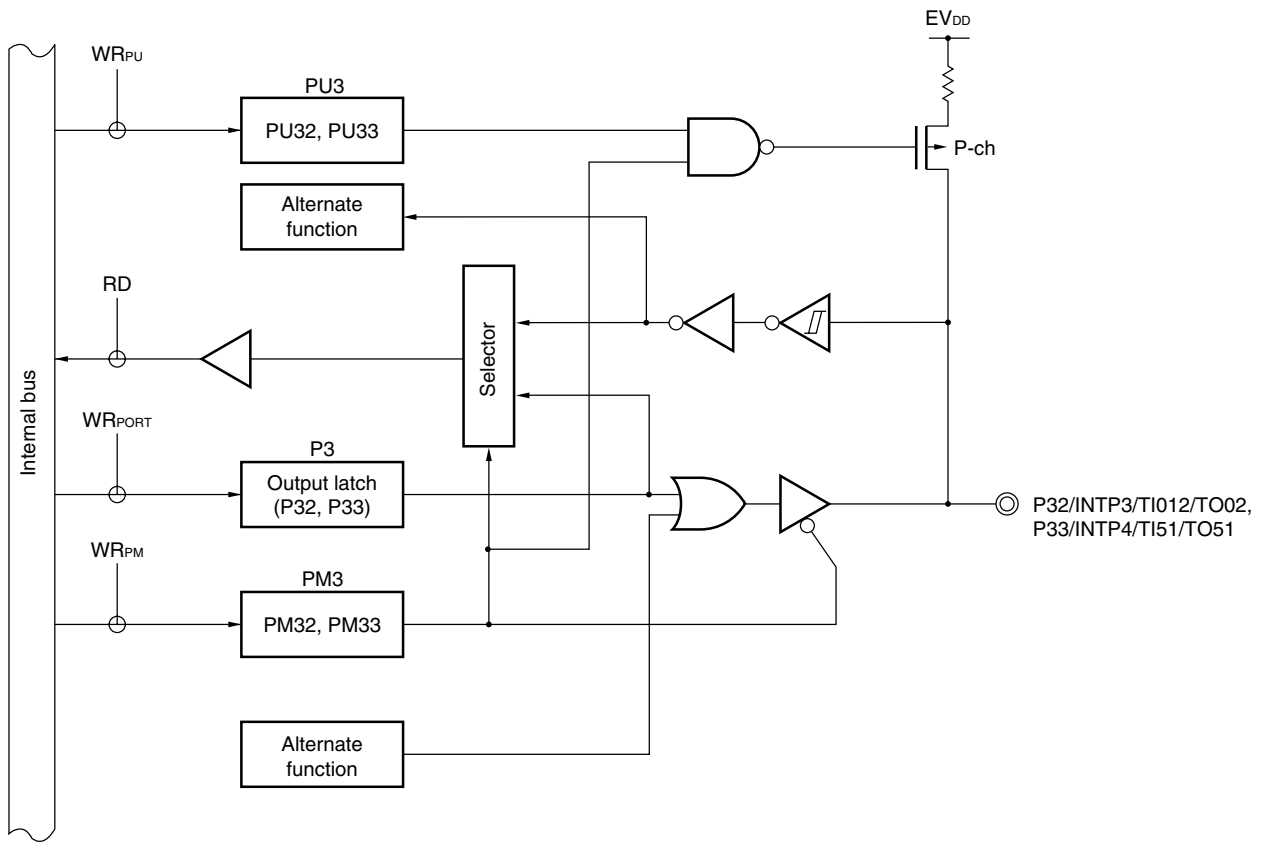 EVDD
WRPU
PU3
PU32, PU33
P-ch
Alternate
function
RD
Selector
Internal bus
WRPORT
P3
Output latch
(P32, P33)
P32/INTP3/TI012/TO02,
P33/INTP4/TI51/TO51
WRPM
PM3
PM32, PM33
Alternate
function